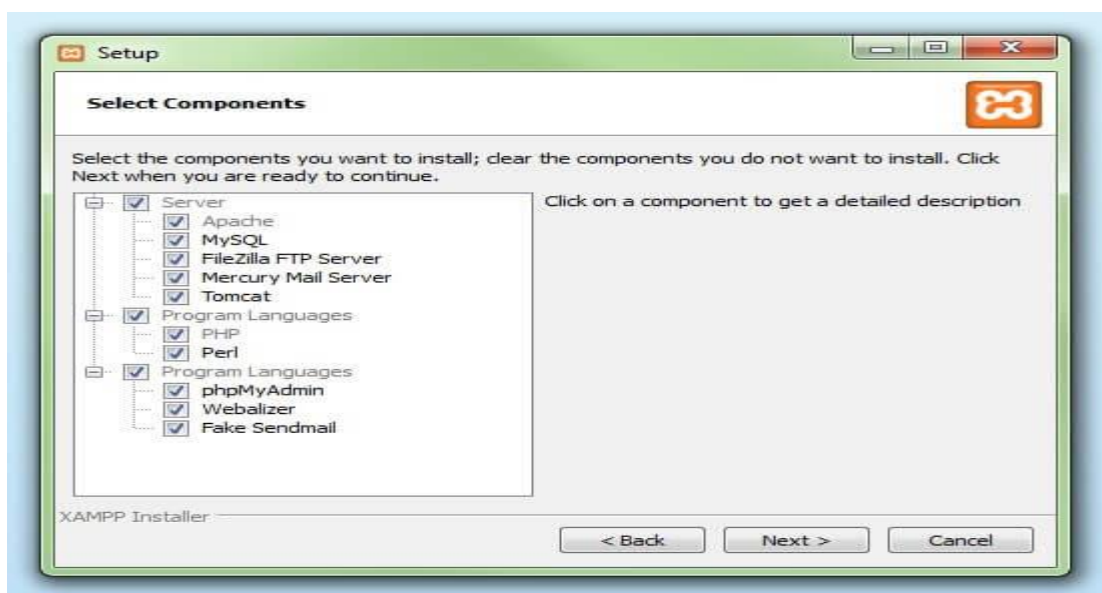 Setup
Select Components
Select the components you want to install; clear the components you do not want to install. Click
Next when you are ready to continue.
Server
Apache
MySQL
FileZilla FTP Server
Mercury Mail Server
Tomcat
Program Languages
PHP
Perl
Program Languages
phpMyAdmin
Webalizer
Fake Sendmail
Click on a component to get a detailed description
XAMPP Installer
< Back
Next >
Cancel